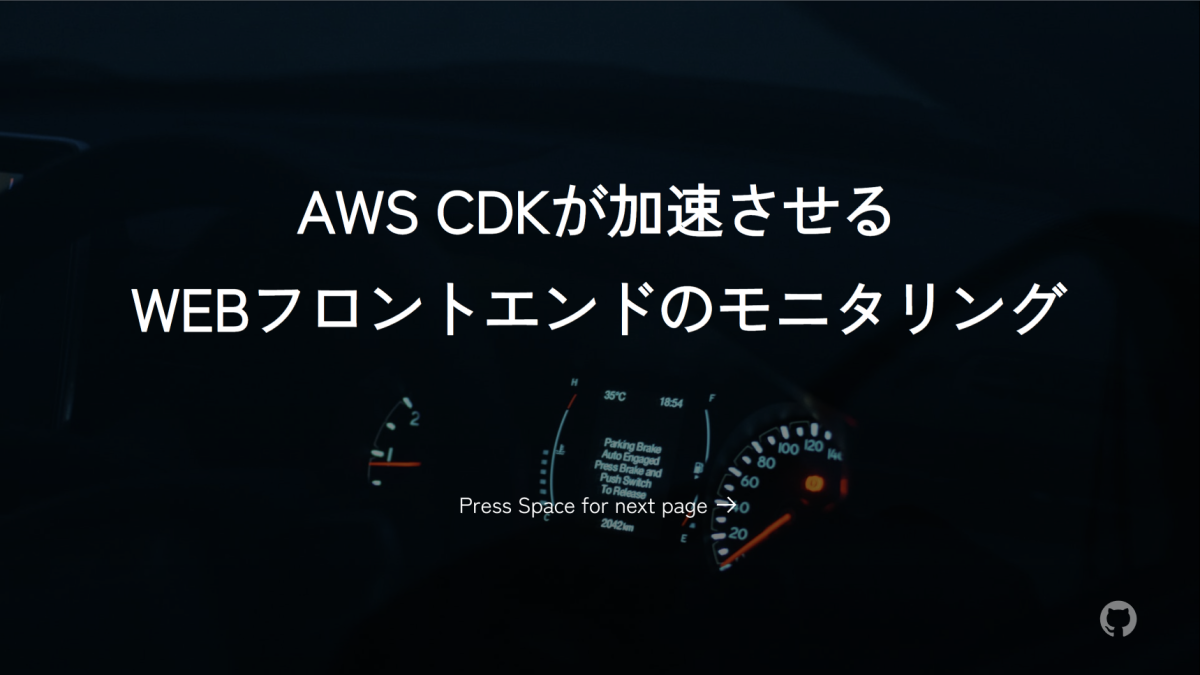 AWS CDKが加速させる
WEBフロントエンドのモニタリング
H
35°C
18:54
F
2
1
Parking Brake
Auto Engaged
Press Brake and
Push Switch
To Release
2042km
C
E
20
60
80
100
120
Press Space for next page →